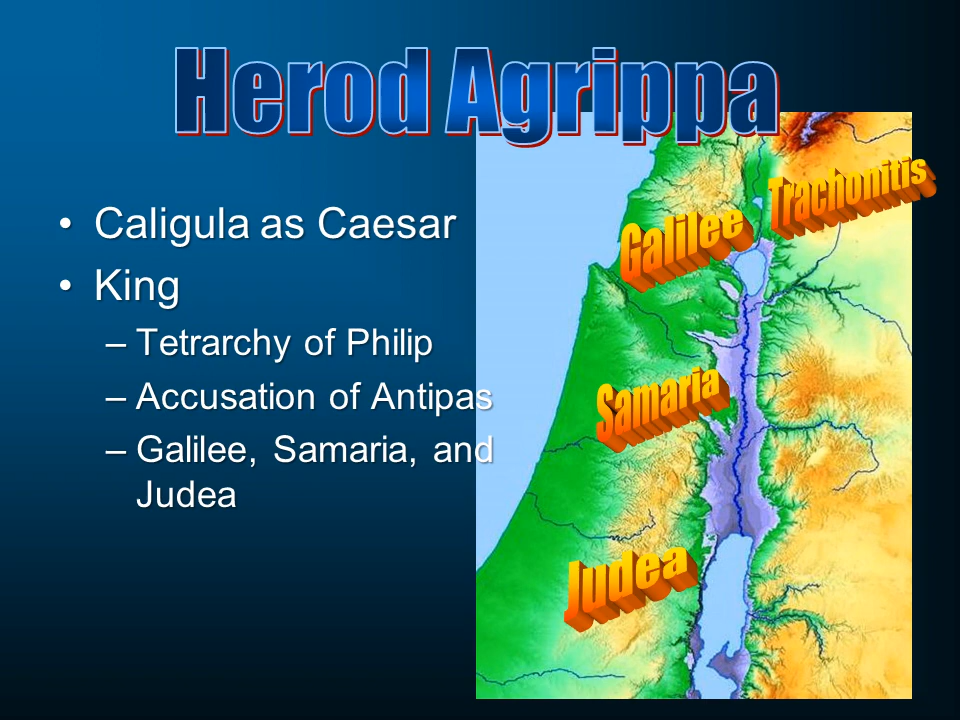 Herod Agrippa
• Caligula as Caesar
• King
– Tetrarchy of Philip
– Accusation of Antipas
– Galilee, Samaria, and
Judea
Trachonitis
Galilee
Samaria
Judea